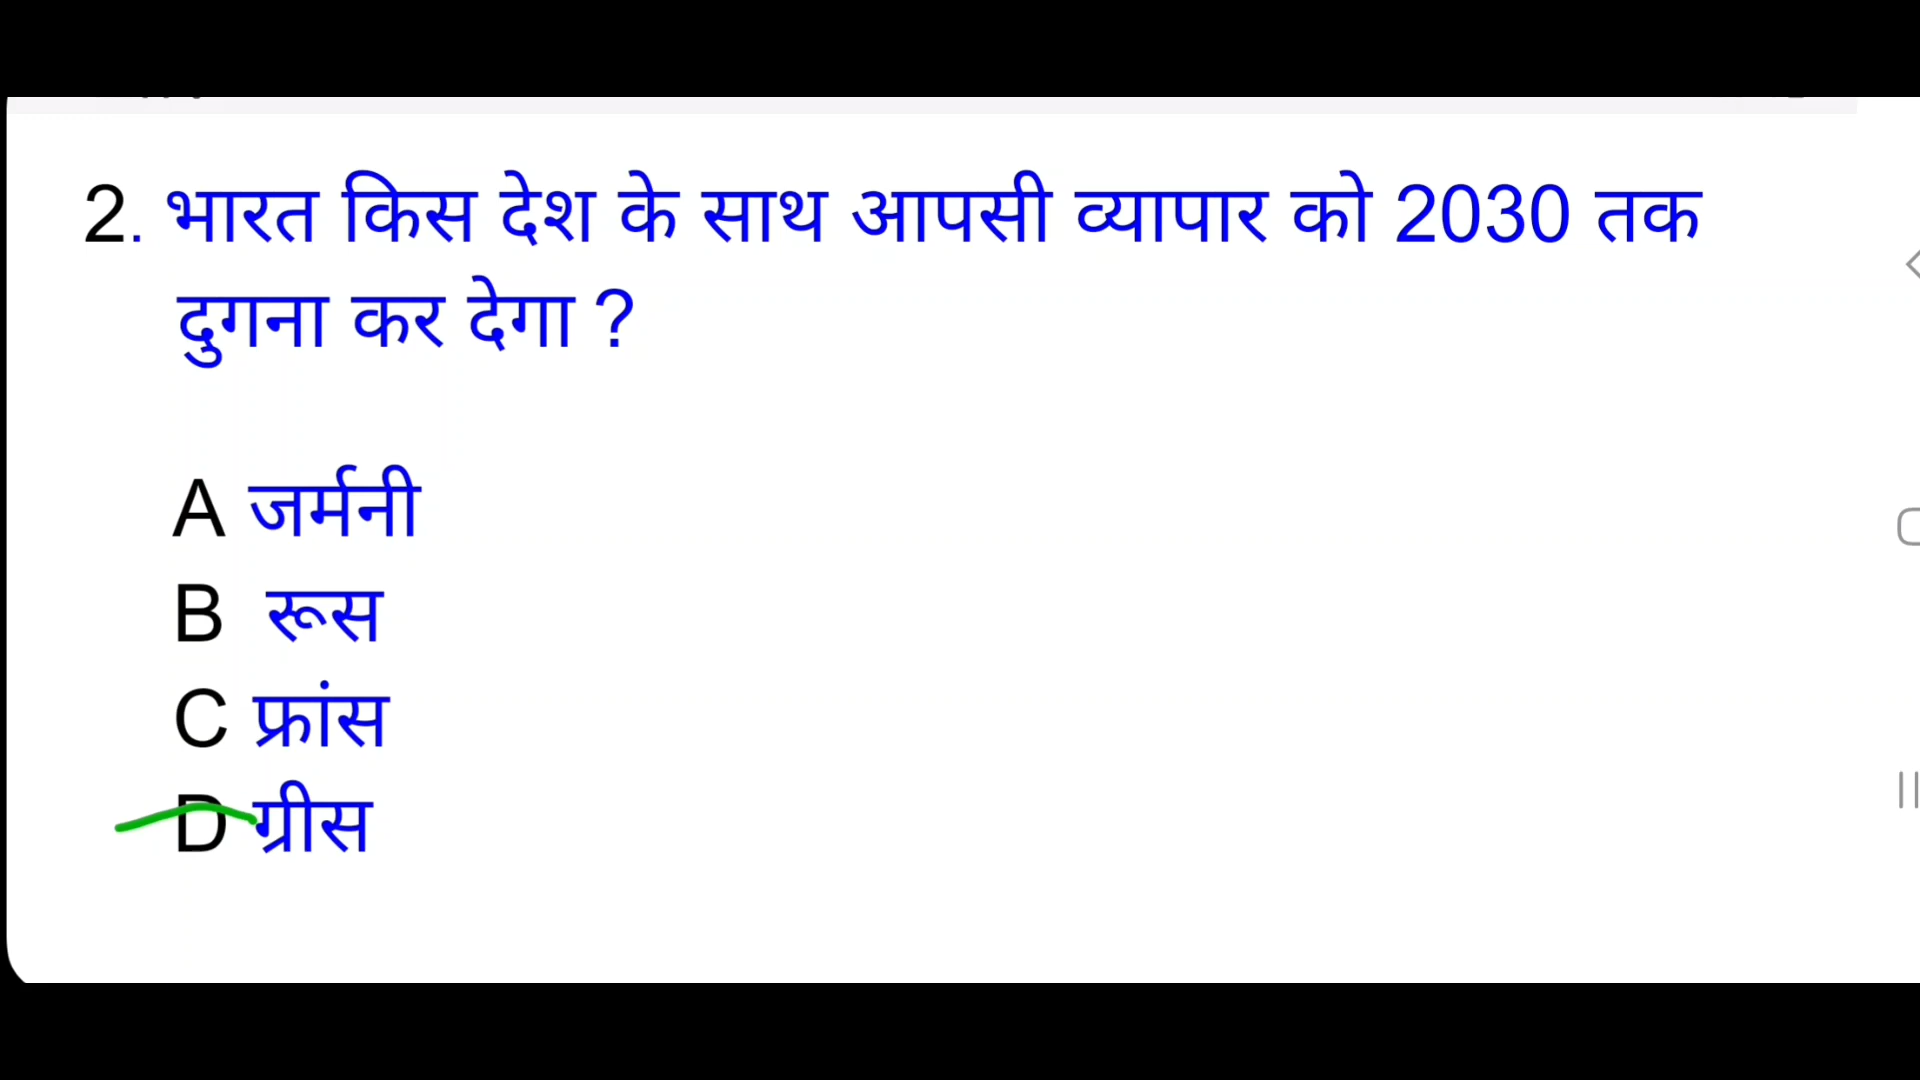 2. भारत किस देश के साथ आपसी व्यापार को 2030 तक
दुगना कर देगा ?
A जर्मनी
B रूस
C फ्रांस
D ग्रीस